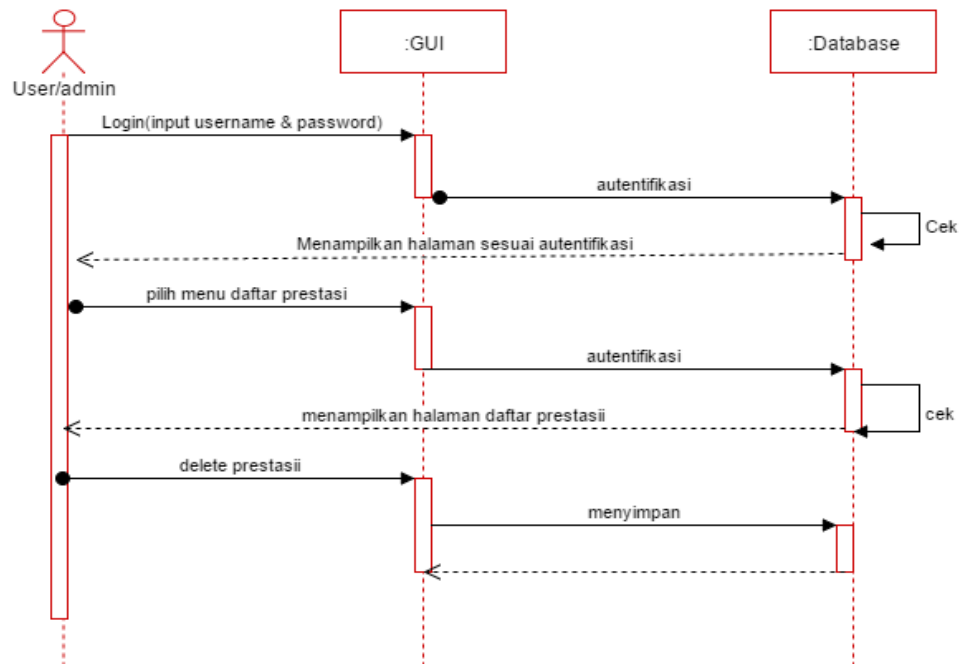 :GUI
:Database
User/admin
Login(input username & password)
autentifikasi
Cek
Menampilkan halaman sesuai autentifikasi
pilih menu daftar prestasi
autentifikasi
menampilkan halaman daftar prestasii
cek
delete prestasii
menyimpan